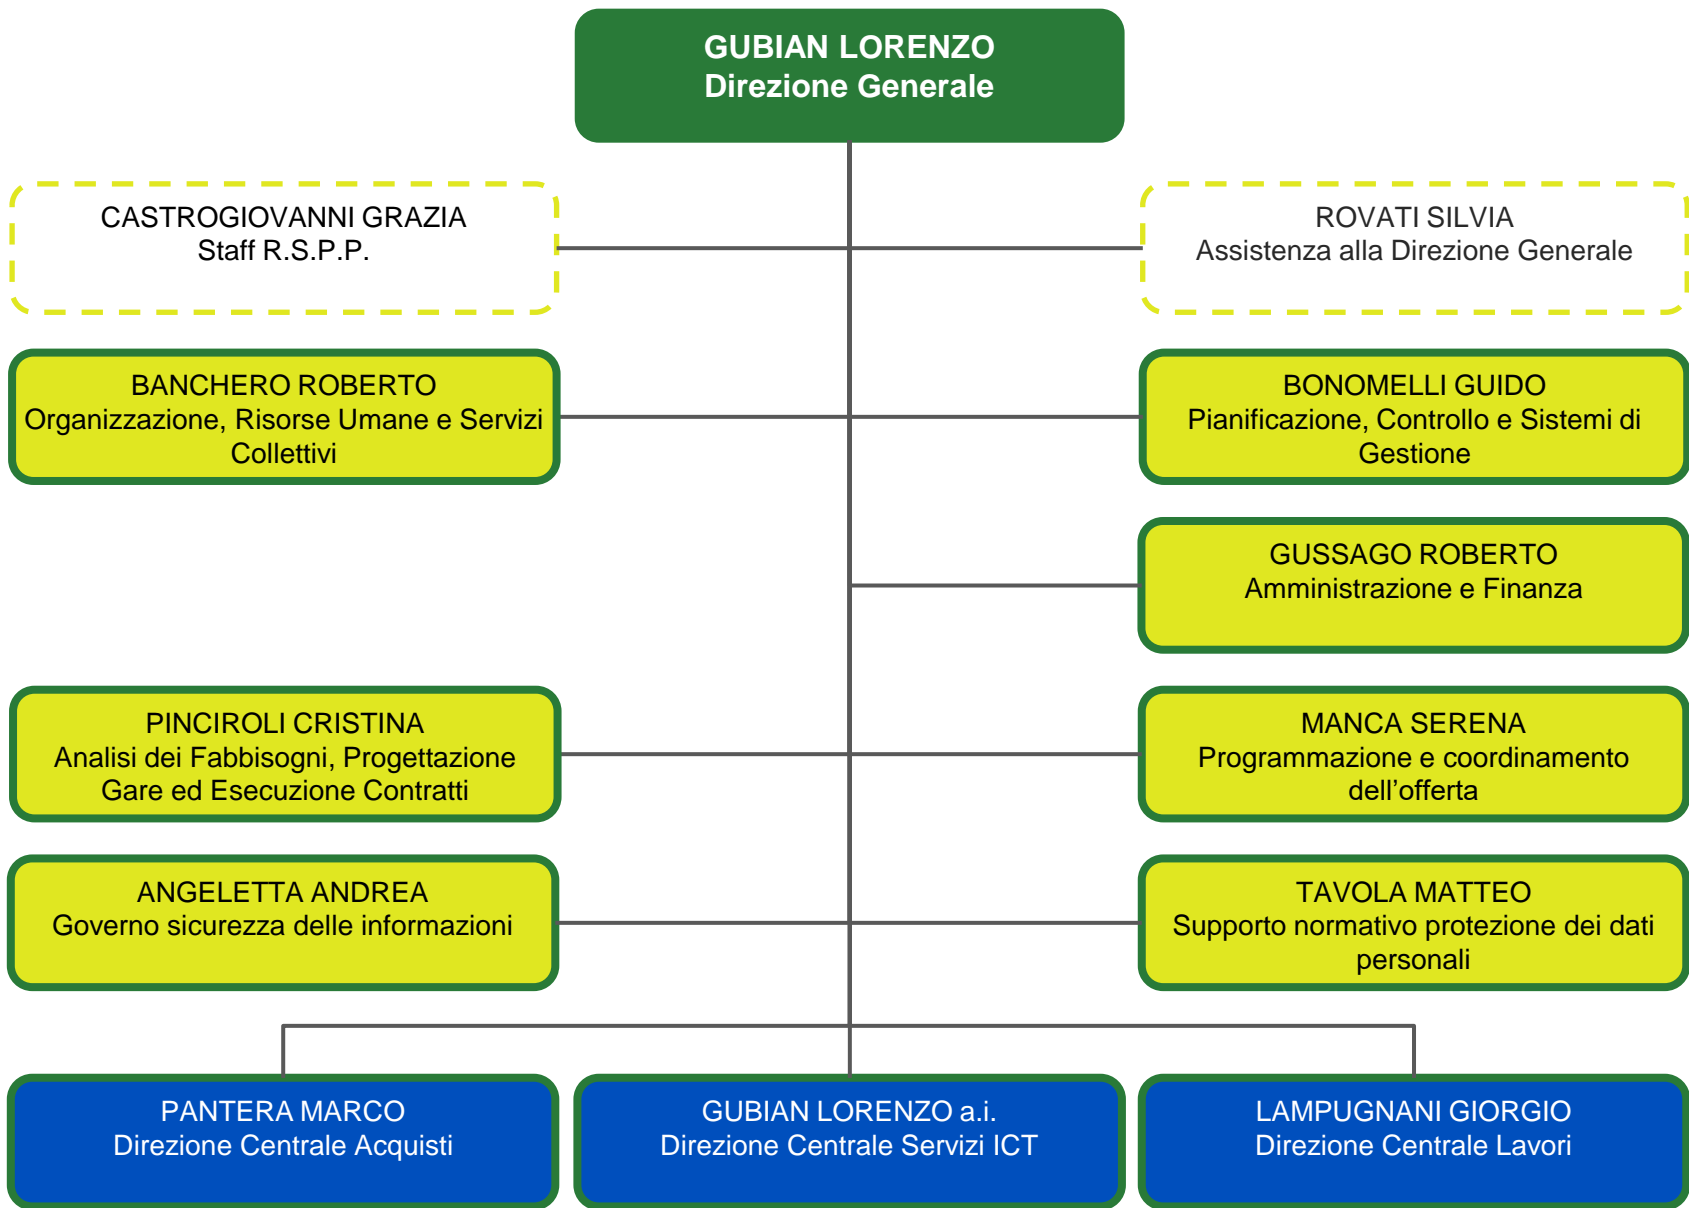 GUBIAN LORENZO
Direzione Generale
CASTROGIOVANNI GRAZIA
Staff R.S.P.P.
ROVATI SILVIA
Assistenza alla Direzione Generale
BANCHERO ROBERTO
Organizzazione, Risorse Umane e Servizi
Collettivi
BONOMELLI GUIDO
Pianificazione, Controllo e Sistemi di
Gestione
GUSSAGO ROBERTO
Amministrazione e Finanza
PINCIROLI CRISTINA
Analisi dei Fabbisogni, Progettazione
Gare ed Esecuzione Contratti
MANCA SERENA
Programmazione e coordinamento
dell’offerta
ANGELETTA ANDREA
Governo sicurezza delle informazioni
TAVOLA MATTEO
Supporto normativo protezione dei dati
personali
PANTERA MARCO
Direzione Centrale Acquisti
GUBIAN LORENZO a.i.
Direzione Centrale Servizi ICT
LAMPUGNANI GIORGIO
Direzione Centrale Lavori